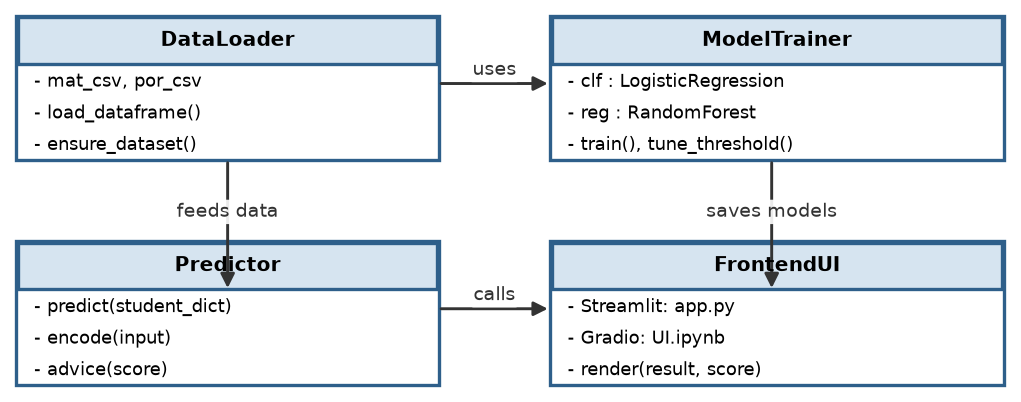 DataLoader
- mat_csv, por_csv
- load_dataframe()
- ensure_dataset()
uses
ModelTrainer
- clf : LogisticRegression
- reg : RandomForest
- train(), tune_threshold()
feeds data
saves models
Predictor
- predict(student_dict)
- encode(input)
- advice(score)
calls
FrontendUI
- Streamlit: app.py
- Gradio: UI.ipynb
- render(result, score)